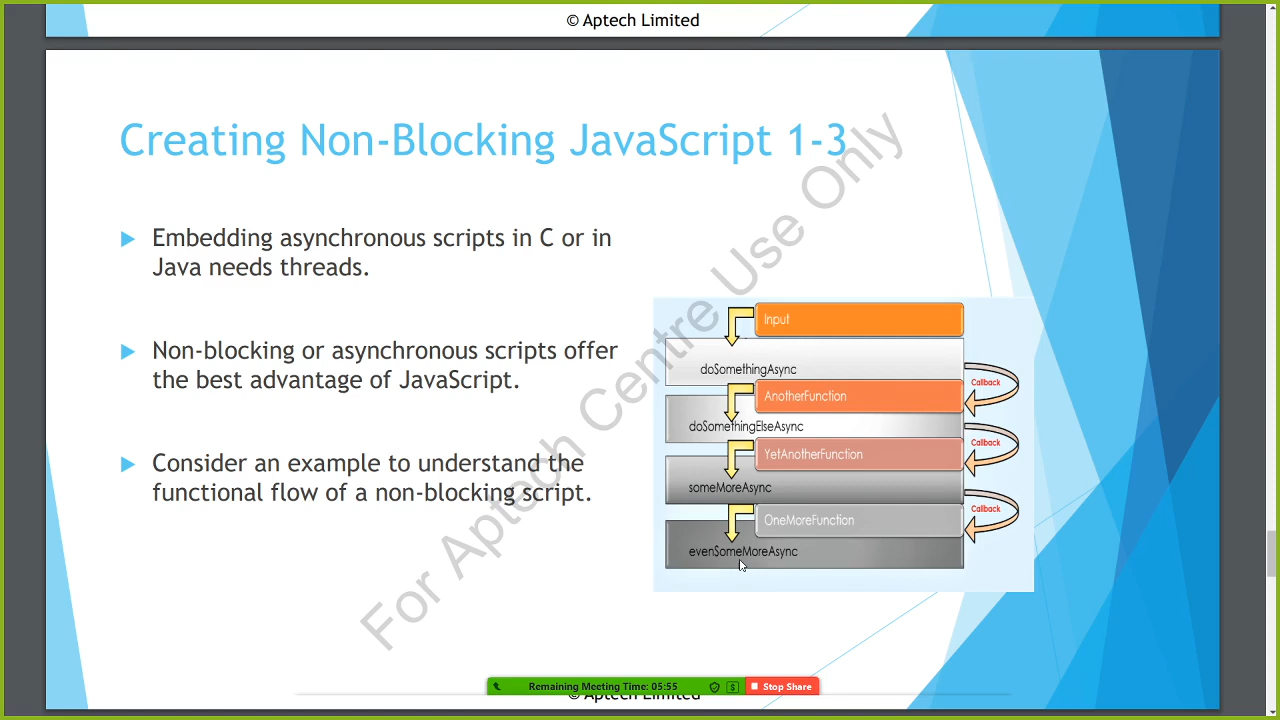 © Aptech Limited
Creating Non-Blocking JavaScript 1-3
Embedding asynchronous scripts in C or in
Java needs threads.
Non-blocking or asynchronous scripts offer
the best advantage of JavaScript.
Consider an example to understand the
functional flow of a non-blocking script.
Input
doSomethingAsync
Callback
AnotherFunction
doSomethingElseAsync
Callback
YetAnotherFunction
someMoreAsync
Callback
OneMoreFunction
evenSomeMoreAsync
For Aptech Centre Use Only
Remaining Meeting Time: 05:55
Stop Share
© Aptech Limited